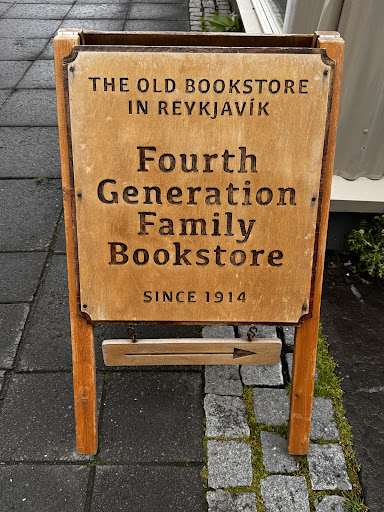 THE OLD BOOKSTORE
IN REYKJAVÍK
Fourth
Generation
Family
Bookstore
SINCE 1914